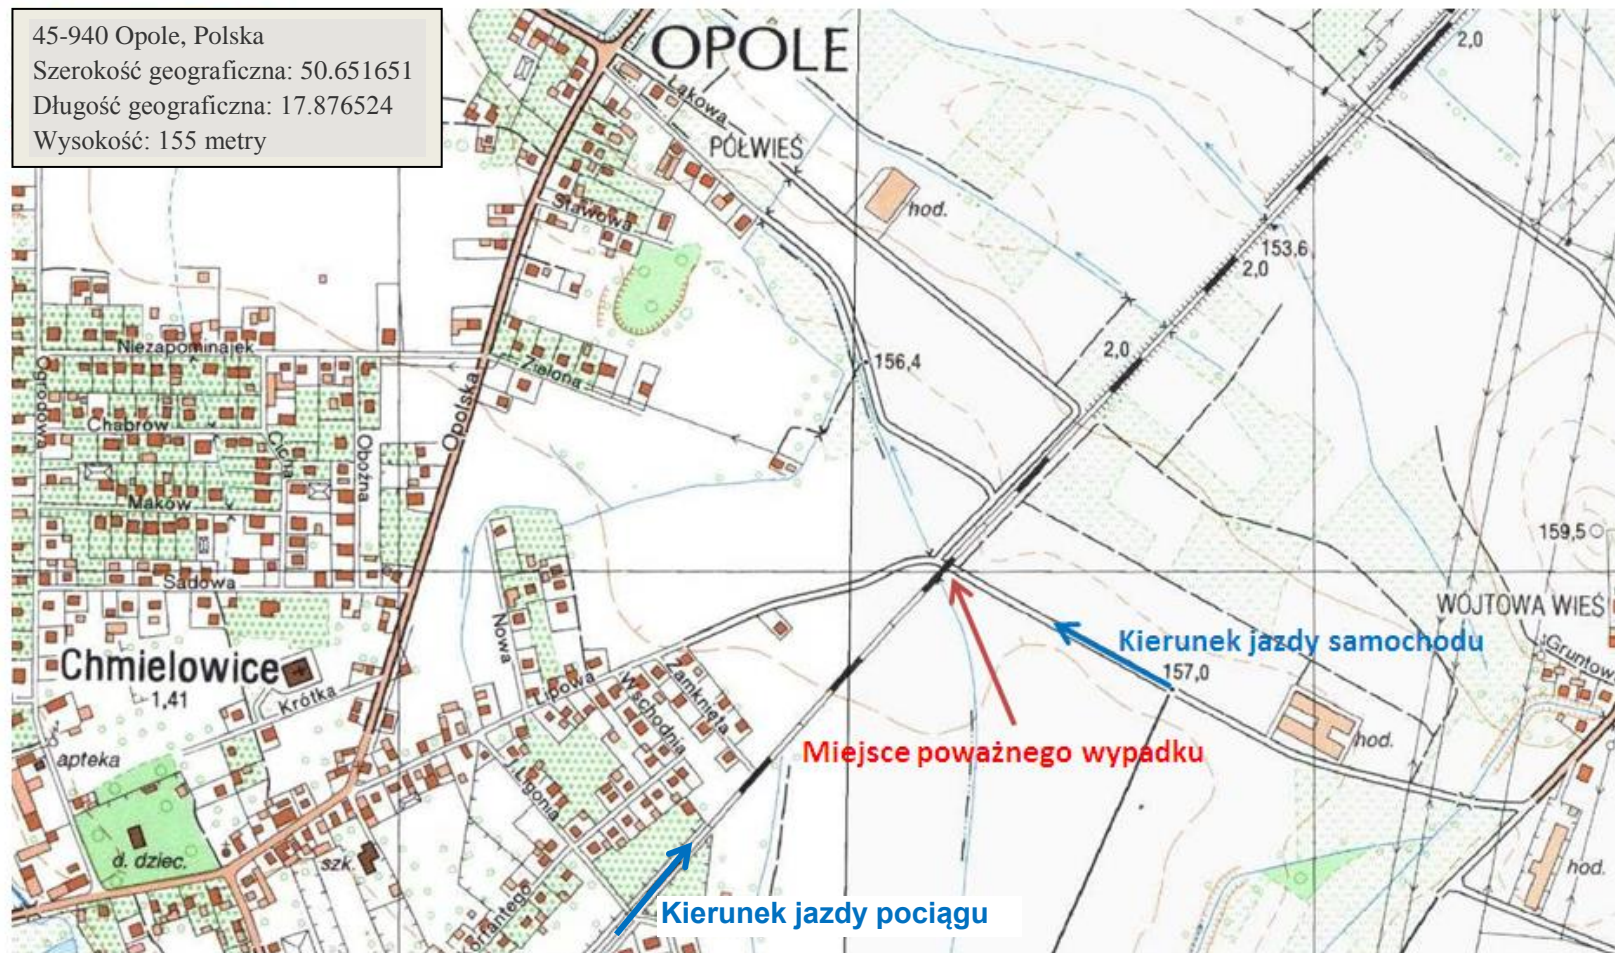 45-940 Opole, Polska
Szerokość geograficzna: 50.651651
Długość geograficzna: 17.876524
Wysokość: 155 metry
OPOLE
2,0
Łąkowa
PÓŁWIEŚ
hod.
Stawowa
153.6
2,0
Niezapominajek
Zielona
156,4
2,0
Ogrodowa
Opolska
Chabrów
Cicha
Oboźna
Maków
159,5
Sadowa
WÓJTOWA WIEŚ
Nowa
Kierunek jazdy samochodu
Gruntowa
Chmielowice
157,0
1,41
Krótka
Lipowa
Zamknięta
Wschodnia
Miejsce poważnego wypadku
hod.
apteka
J. Ligonia
d. dziec.
szk.
hod.
Korfantego
Kierunek jazdy pociągu